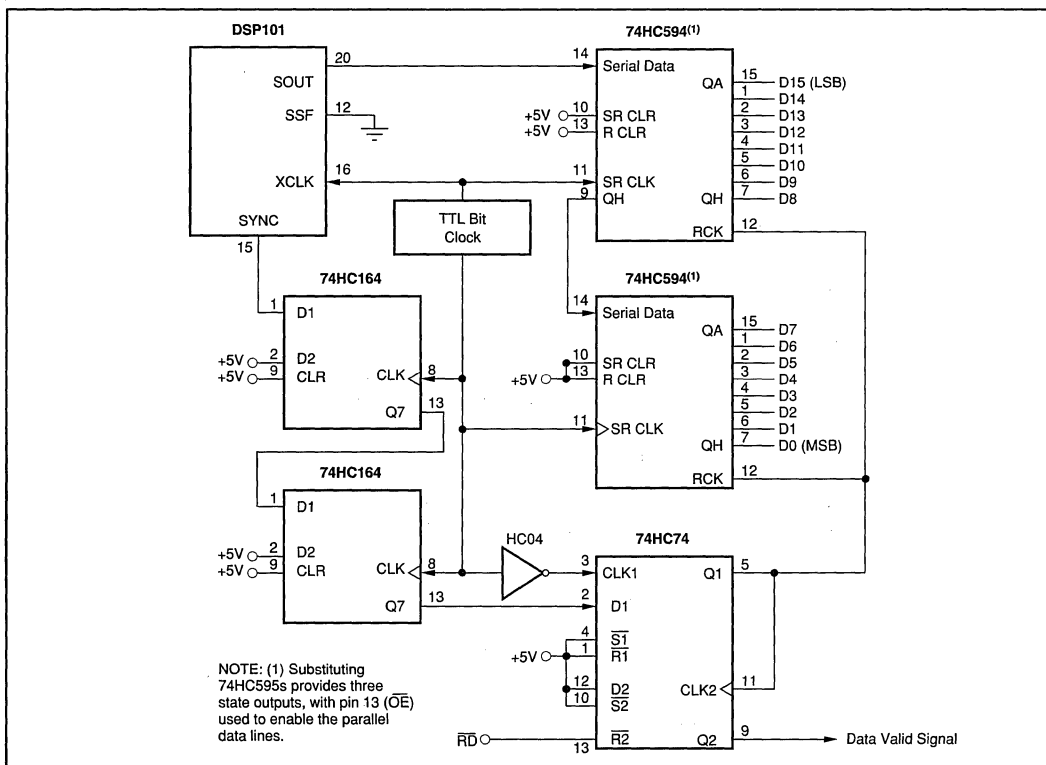 DSP101
SOUT
20
SSF
12
XCLK
16
SYNC
15
TTL Bit
Clock
74HC594(1)
14
Serial Data
+5V
10
SR CLR
+5V
13
R CLR
11
SR CLK
9
QH
QA
15
D15 (LSB)
1
D14
2
D13
3
D12
4
D11
5
D10
6
D9
QH
7
D8
RCK
12
74HC164
1
D1
+5V
2
D2
+5V
9
CLR
CLK
8
Q7
13
74HC594(1)
14
Serial Data
10
SR CLR
+5V
13
R CLR
11
SR CLK
QA
15
D7
1
D6
2
D5
3
D4
4
D3
5
D2
6
D1
QH
7
D0 (MSB)
RCK
12
74HC164
1
D1
+5V
2
D2
+5V
9
CLR
CLK
8
Q7
13
HC04
74HC74
3
CLK1
2
D1
4
S1
+5V
1
R1
12
D2
10
S2
RD
13
R2
Q1
5
CLK2
11
Q2
9
Data Valid Signal
NOTE: (1) Substituting
74HC595s provides three
state outputs, with pin 13 (OE)
used to enable the parallel
data lines.